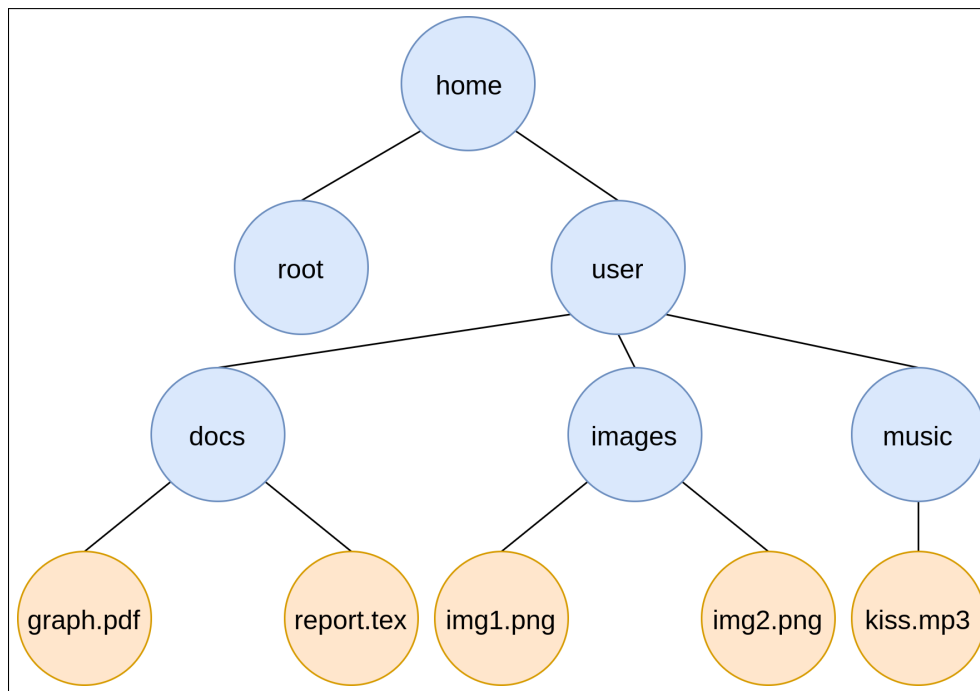 home
root
user
docs
images
music
graph.pdf
report.tex
img1.png
img2.png
kiss.mp3